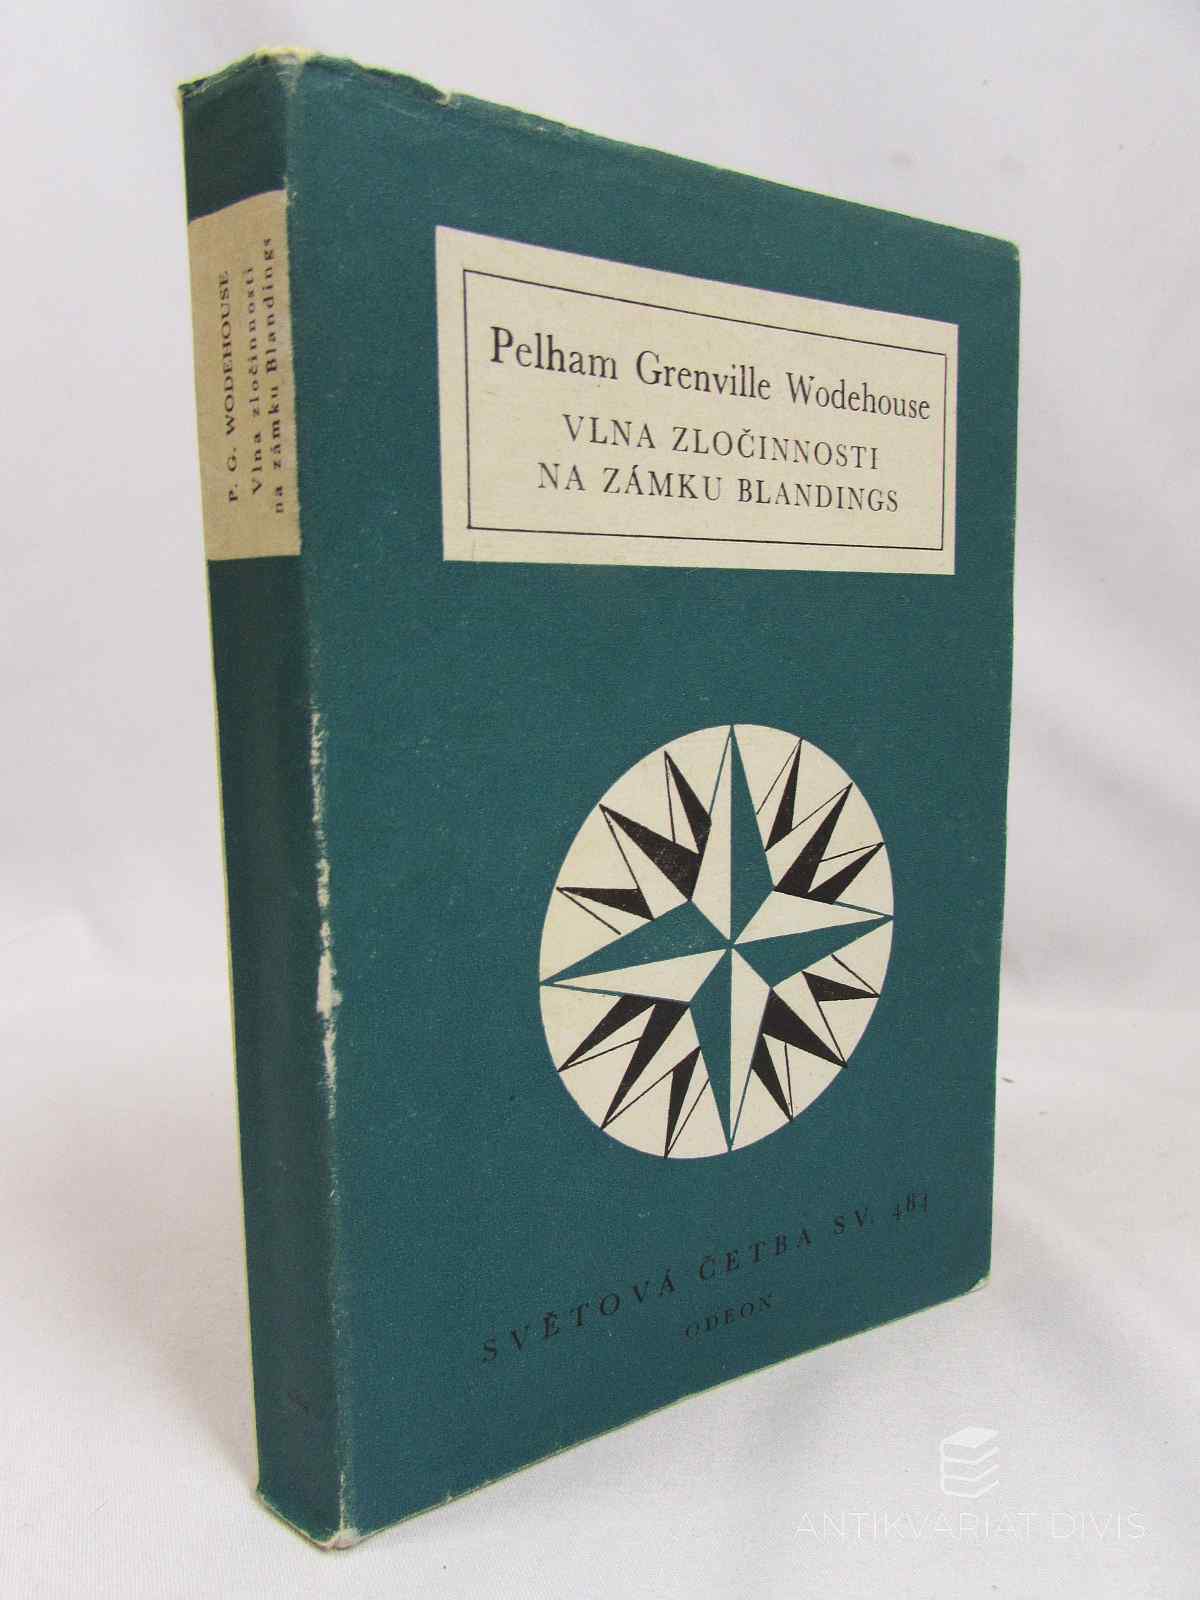 P. G. WODEHOUSE
Vlna zločinnosti
na zámku Blandings
Pelham Grenville Wodehouse
VLNA ZLOČINNOSTI
NA ZÁMKU BLANDINGS
SVĚTOVÁ ČETBA SV. 484
ODEON
ANTIKVARIAT DIVIS